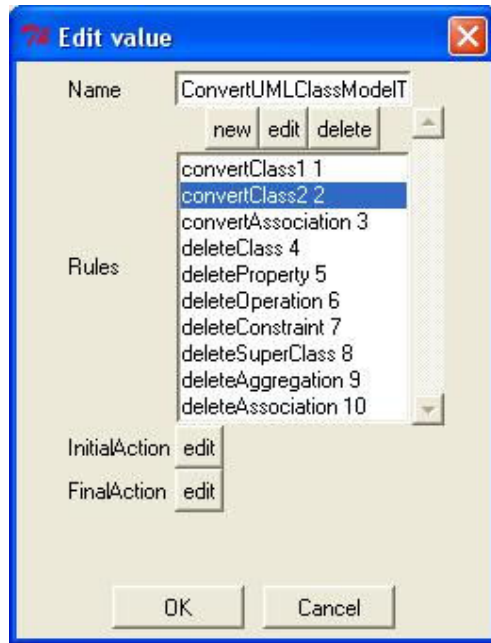 Edit value
Name ConvertUMLClassModelT
new edit delete
convertClass1 1
convertClass2 2
convertAssociation 3
deleteClass 4
Rules deleteProperty 5
deleteOperation 6
deleteConstraint 7
deleteSuperClass 8
deleteAggregation 9
deleteAssociation 10
InitialAction edit
FinalAction edit
OK Cancel